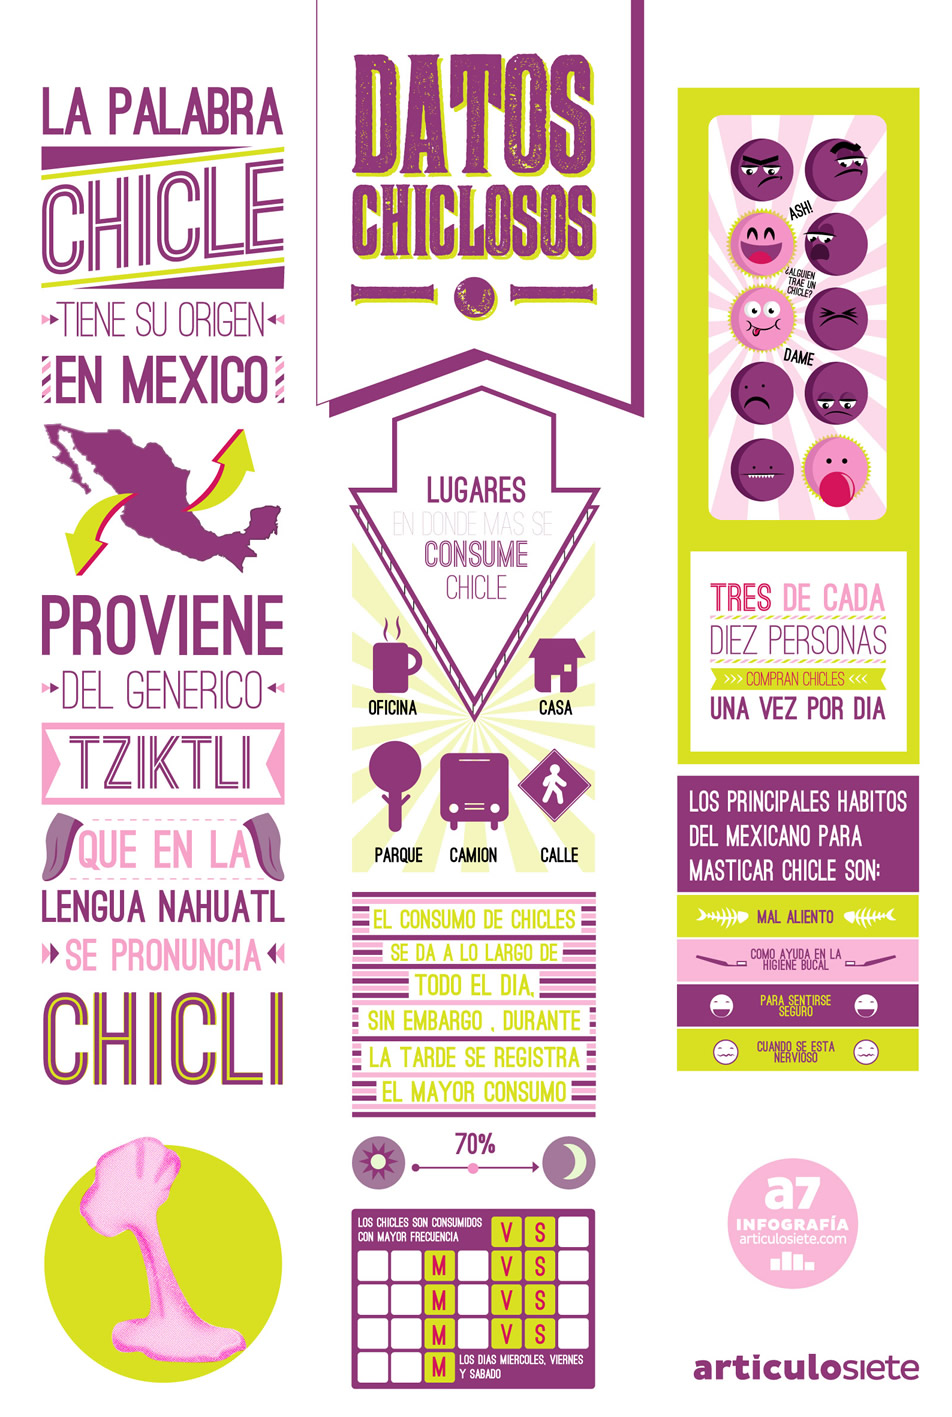 LA PALABRA
CHICLE
TIENE SU ORIGEN
EN MEXICO
PROVIENE
DEL GENERICO
TZIKTLI
QUE EN LA
LENGUA NAHUATL
SE PRONUNCIA
CHICLI
DATOS
CHICLOSOS
LUGARES
EN DONDE MAS SE
CONSUME
CHICLE
OFICINA
CASA
PARQUE
CAMION
CALLE
EL CONSUMO DE CHICLES
SE DA A LO LARGO DE
TODO EL DIA,
SIN EMBARGO , DURANTE
LA TARDE SE REGISTRA
EL MAYOR CONSUMO
70%
LOS CHICLES SON CONSUMIDOS
CON MAYOR FRECUENCIA
V S
M V S
M V S
M V S
M
LOS DIAS MIERCOLES, VIERNES
Y SABADO
ASH!
¿ALGUIEN
TRAE UN
CHICLE?
DAME
TRES DE CADA
DIEZ PERSONAS
>>> COMPRAN CHICLES <<<
UNA VEZ POR DIA
LOS PRINCIPALES HABITOS
DEL MEXICANO PARA
MASTICAR CHICLE SON:
MAL ALIENTO
COMO AYUDA EN LA
HIGIENE BUCAL
PARA SENTIRSE
SEGURO
CUANDO SE ESTA
NERVIOSO
a7
INFOGRAFÍA
articulosiete.com
articulosiete